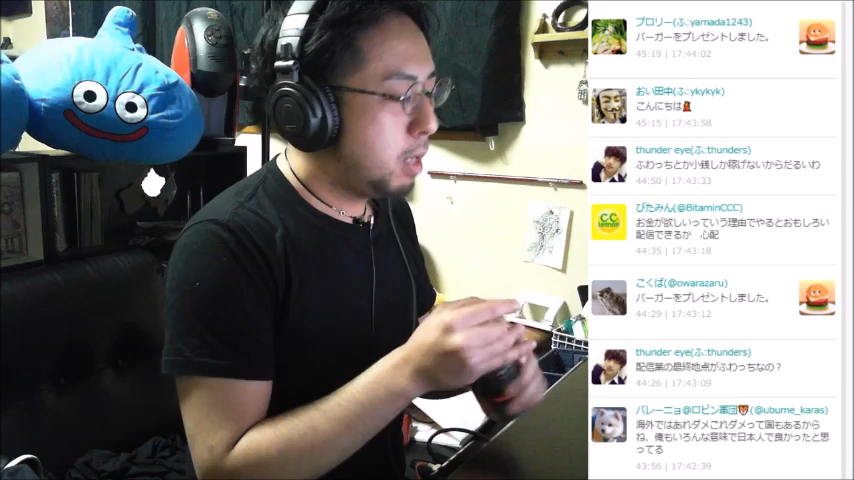 ブロリー(ふ:yamada1243)
バーガーをプレゼントしました。
45:19 | 17:44:02
おい田中(ふ:ykykyk)
こんにちは
45:15 | 17:43:58
thunder eye(ふ:thunders)
ふわっちとか小銭しか稼げないからだるいわ
44:50 | 17:43:33
びたみん(@BitaminCCC)
お金が欲しいっていう理由でやるとおもしろい
配信できるか　心配
44:35 | 17:43:18
CC
lemon
こくぱ(@owarazaru)
バーガーをプレゼントしました。
44:29 | 17:43:12
thunder eye(ふ:thunders)
配信業の最終地点がふわっちなの？
44:26 | 17:43:09
バレーニョ@ロビン軍団(@ubume_karas)
海外ではあれダメこれダメって国もあるから
ね、俺もいろんな意味で日本人で良かったと思
ってる
43:56 | 17:42:39